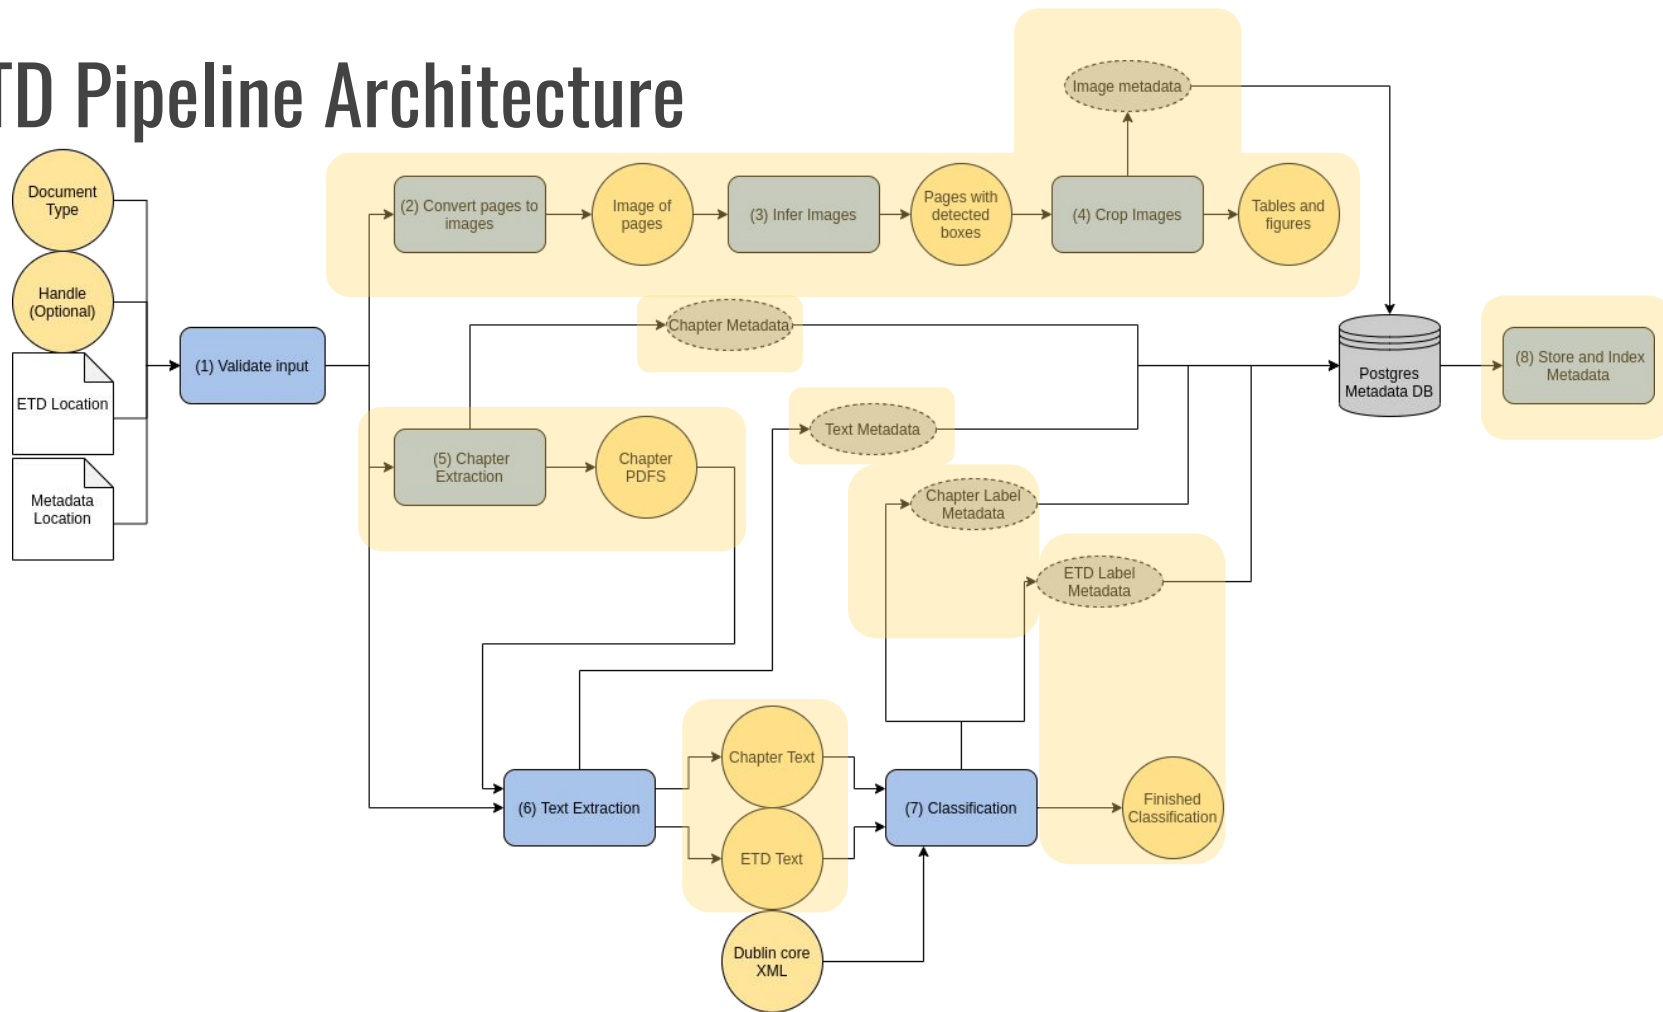 TD Pipeline Architecture
Document
Type
Handle
(Optional)
ETD Location
Metadata
Location
(1) Validate input
(2) Convert pages to
images
Image of
pages
(3) Infer Images
Pages with
detected
boxes
(4) Crop Images
Tables and
figures
Image metadata
Chapter Metadata
(5) Chapter
Extraction
Chapter
PDFS
Text Metadata
Chapter Label
Metadata
ETD Label
Metadata
Postgres
Metadata DB
(8) Store and Index
Metadata
(6) Text Extraction
Chapter Text
ETD Text
Dublin core
XML
(7) Classification
Finished
Classification